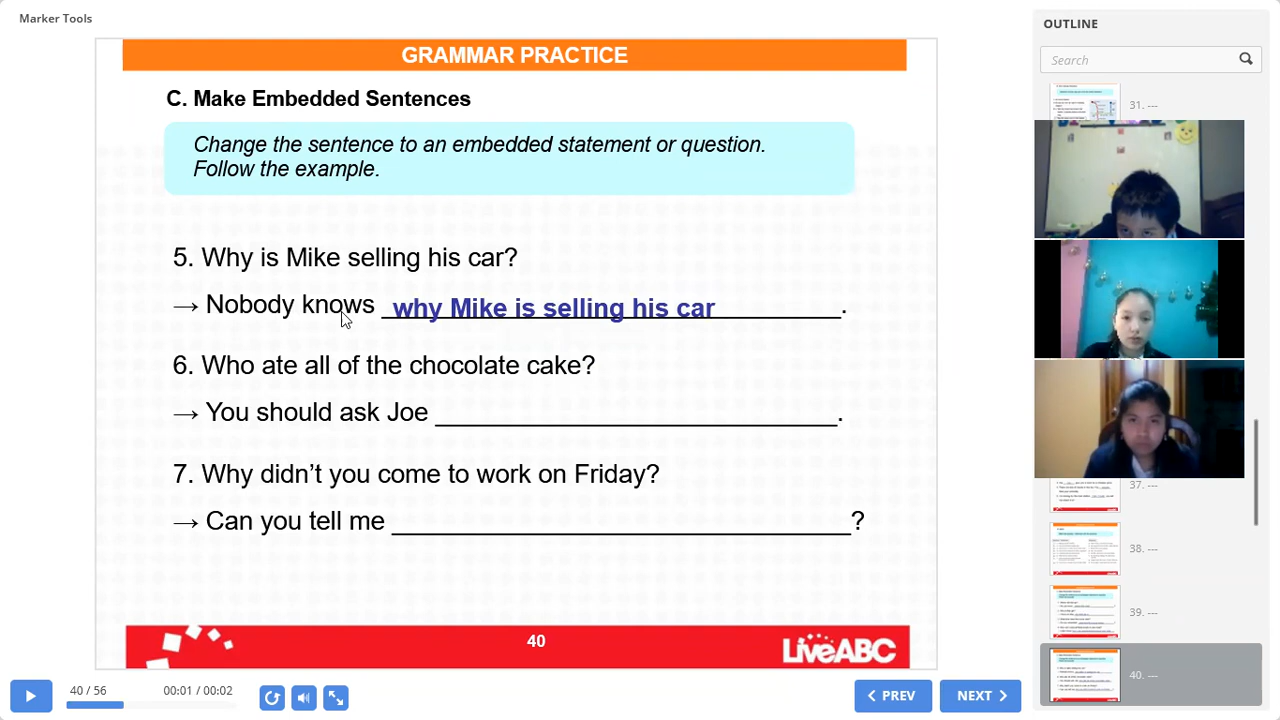 Marker Tools
GRAMMAR PRACTICE
C. Make Embedded Sentences
Change the sentence to an embedded statement or question.
Follow the example.
5. Why is Mike selling his car?
→ Nobody knows why Mike is selling his car.
6. Who ate all of the chocolate cake?
→ You should ask Joe ____________________________.
7. Why didn't you come to work on Friday?
→ Can you tell me ________________________________?
40
LiveABC
40 / 56
00:01 / 00:02
PREV
NEXT
OUTLINE
Search
31. ---
37. ---
38. ---
39. ---
40. ---